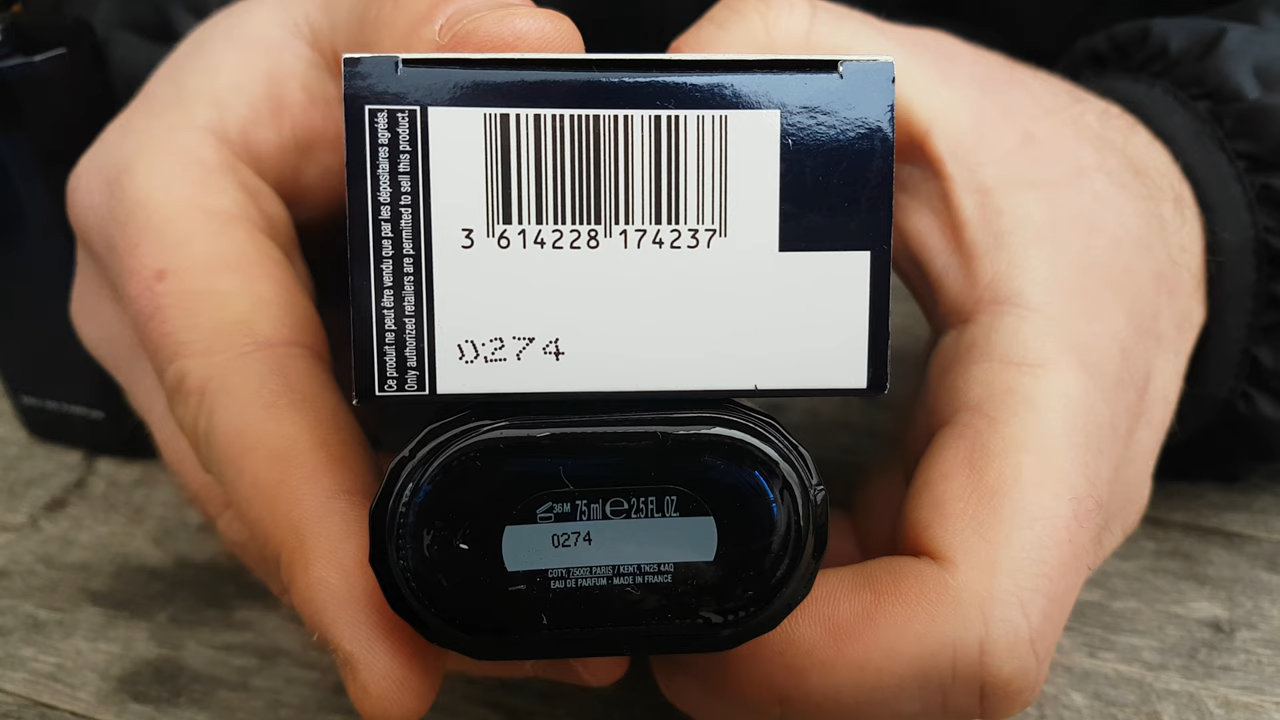 Ce produit ne peut être vendu que par les dépositaires agréés.
Only authorized retailers are permitted to sell this product.
3 614228 174237
0274
36M 75 ml e 2.5 FL. OZ.
0274
COTY, 75002 PARIS / KENT, TN25 4AQ
EAU DE PARFUM - MADE IN FRANCE